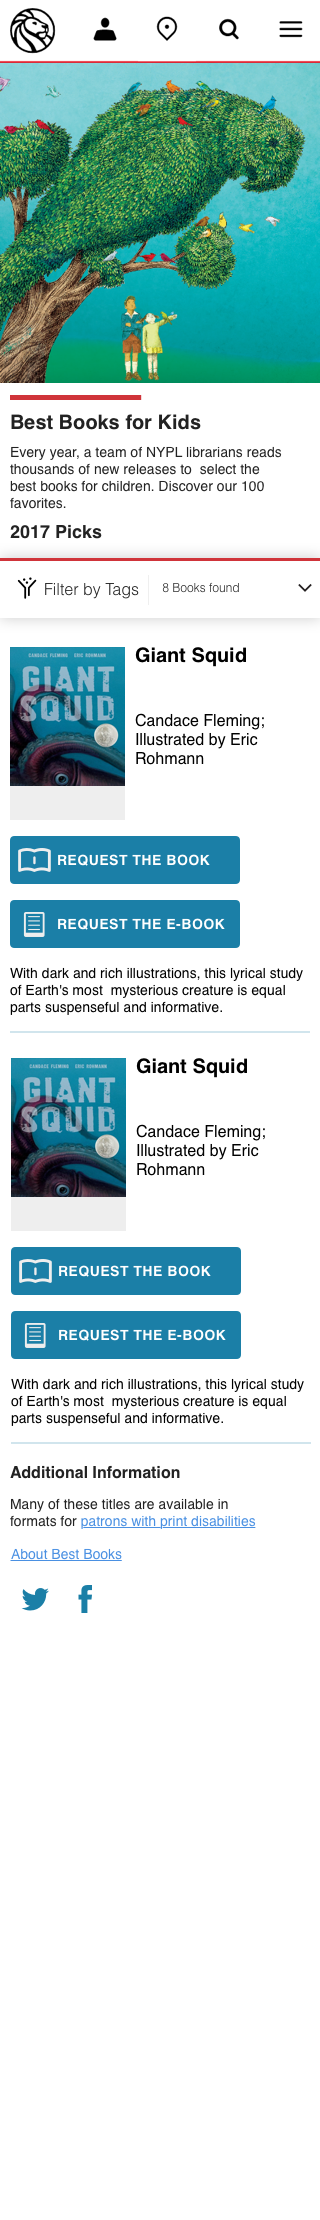 Best Books for Kids
Every year, a team of NYPL librarians reads
thousands of new releases to  select the
best books for children. Discover our 100
favorites.
2017 Picks
Filter by Tags
8 Books found
CANDACE FLEMING ERIC ROHMANN
GIANT
SQUID
Giant Squid
Candace Fleming;
Illustrated by Eric
Rohmann
REQUEST THE BOOK
REQUEST THE E-BOOK
With dark and rich illustrations, this lyrical study
of Earth's most  mysterious creature is equal
parts suspenseful and informative.
CANDACE FLEMING ERIC ROHMANN
GIANT
SQUID
Giant Squid
Candace Fleming;
Illustrated by Eric
Rohmann
REQUEST THE BOOK
REQUEST THE E-BOOK
With dark and rich illustrations, this lyrical study
of Earth's most  mysterious creature is equal
parts suspenseful and informative.
Additional Information
Many of these titles are available in
formats for patrons with print disabilities
About Best Books